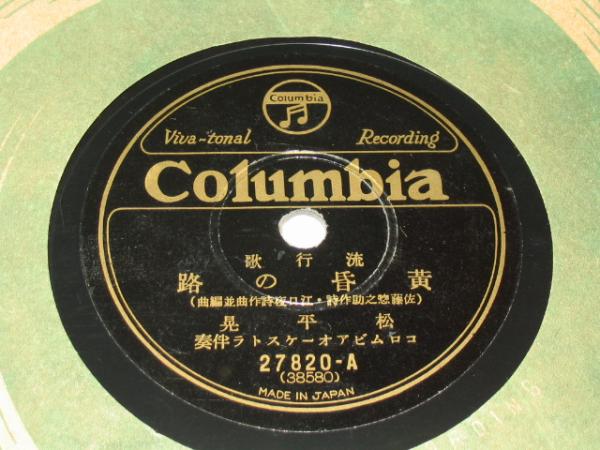 Columbia
Viva-tonal Recording
Columbia
流行歌
黄昏の路
(佐藤惣之助作詩・江口夜詩作曲並編曲)
松平晃
コロムビアオーケストラ伴奏
27820-A
(38580)
MADE IN JAPAN